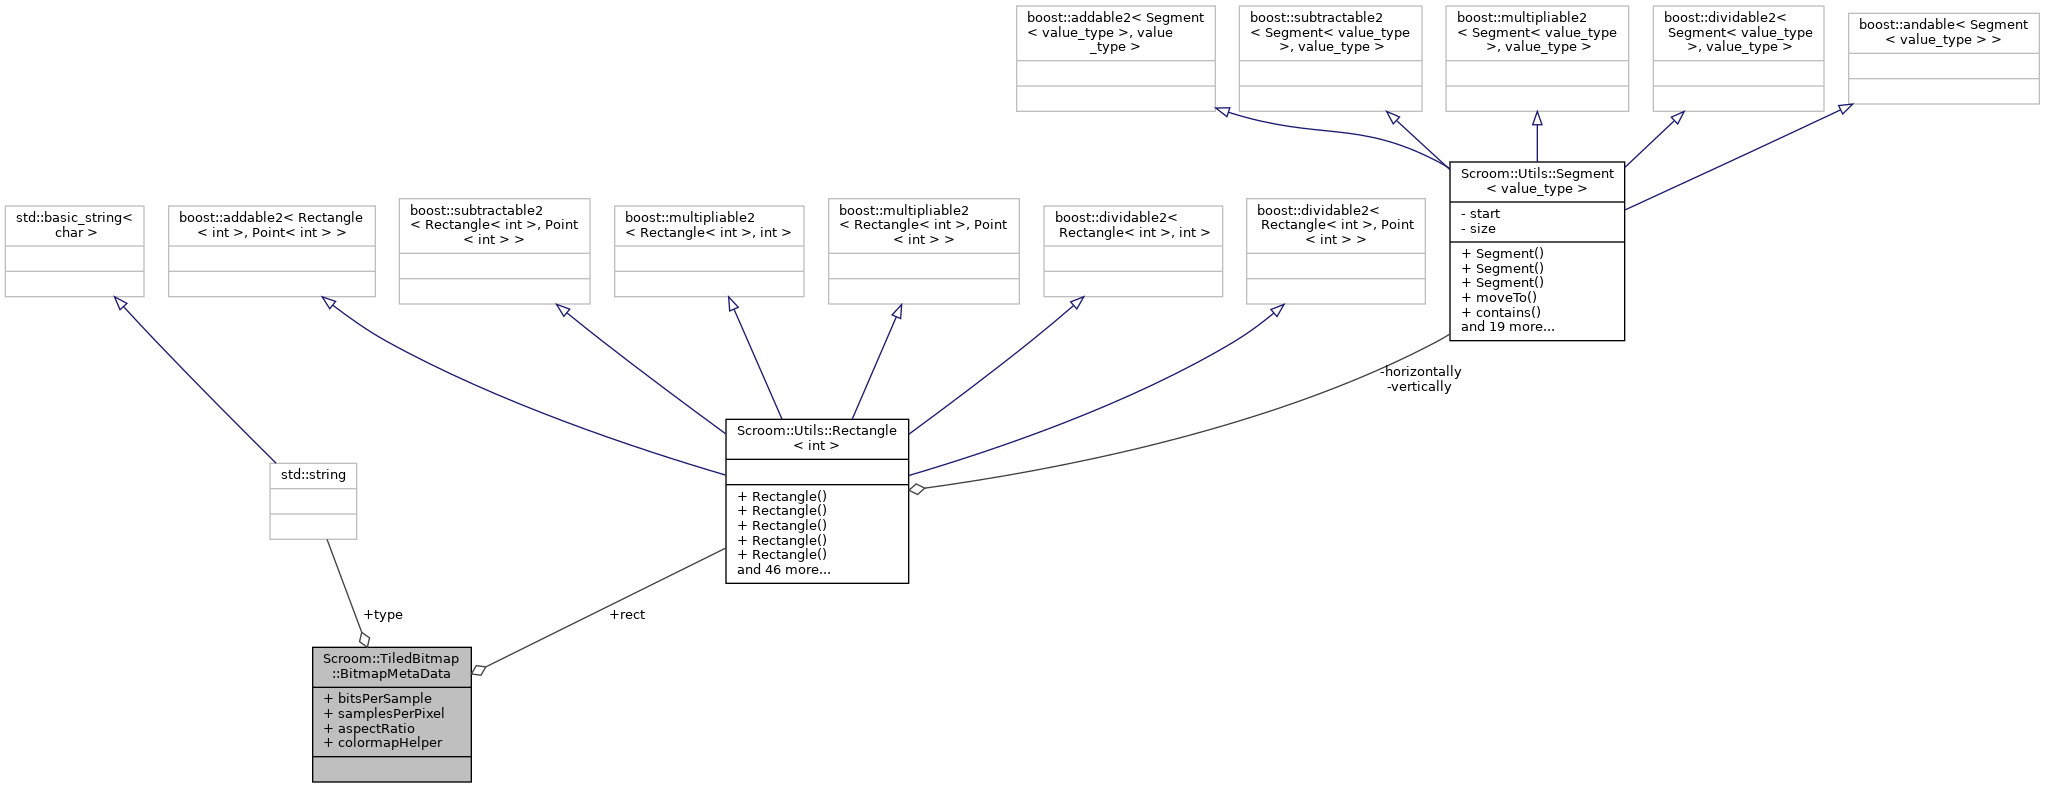 boost::addable2< Segment
< value_type >, value
_type >
boost::subtractable2
< Segment< value_type
>, value_type >
boost::multipliable2
< Segment< value_type
>, value_type >
boost::dividable2<
Segment< value_type
>, value_type >
boost::andable< Segment
< value_type > >
Scroom::Utils::Segment
< value_type >
- start
- size
+ Segment()
+ Segment()
+ Segment()
+ moveTo()
+ contains()
and 19 more...
std::basic_string<
char >
boost::addable2< Rectangle
< int >, Point< int > >
boost::subtractable2
< Rectangle< int >, Point
< int > >
boost::multipliable2
< Rectangle< int >, int >
boost::multipliable2
< Rectangle< int >, Point
< int > >
boost::dividable2<
Rectangle< int >, int >
boost::dividable2<
Rectangle< int >, Point
< int > >
-horizontally
-vertically
Scroom::Utils::Rectangle
< int >
+ Rectangle()
+ Rectangle()
+ Rectangle()
+ Rectangle()
+ Rectangle()
and 46 more...
std::string
+type
+rect
Scroom::TiledBitmap
::BitmapMetaData
+ bitsPerSample
+ samplesPerPixel
+ aspectRatio
+ colormapHelper